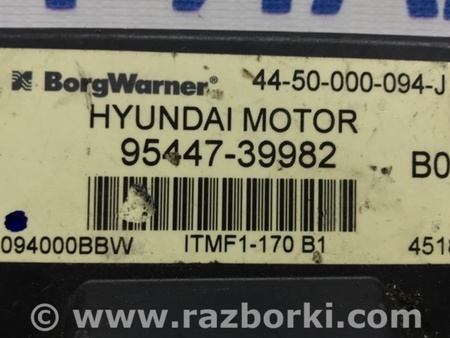 BorgWarner® 44-50-000-094-J
HYUNDAI MOTOR
95447-39982 B0
094000BBW ITMF1-170 B1 4518
© www.razborki.com